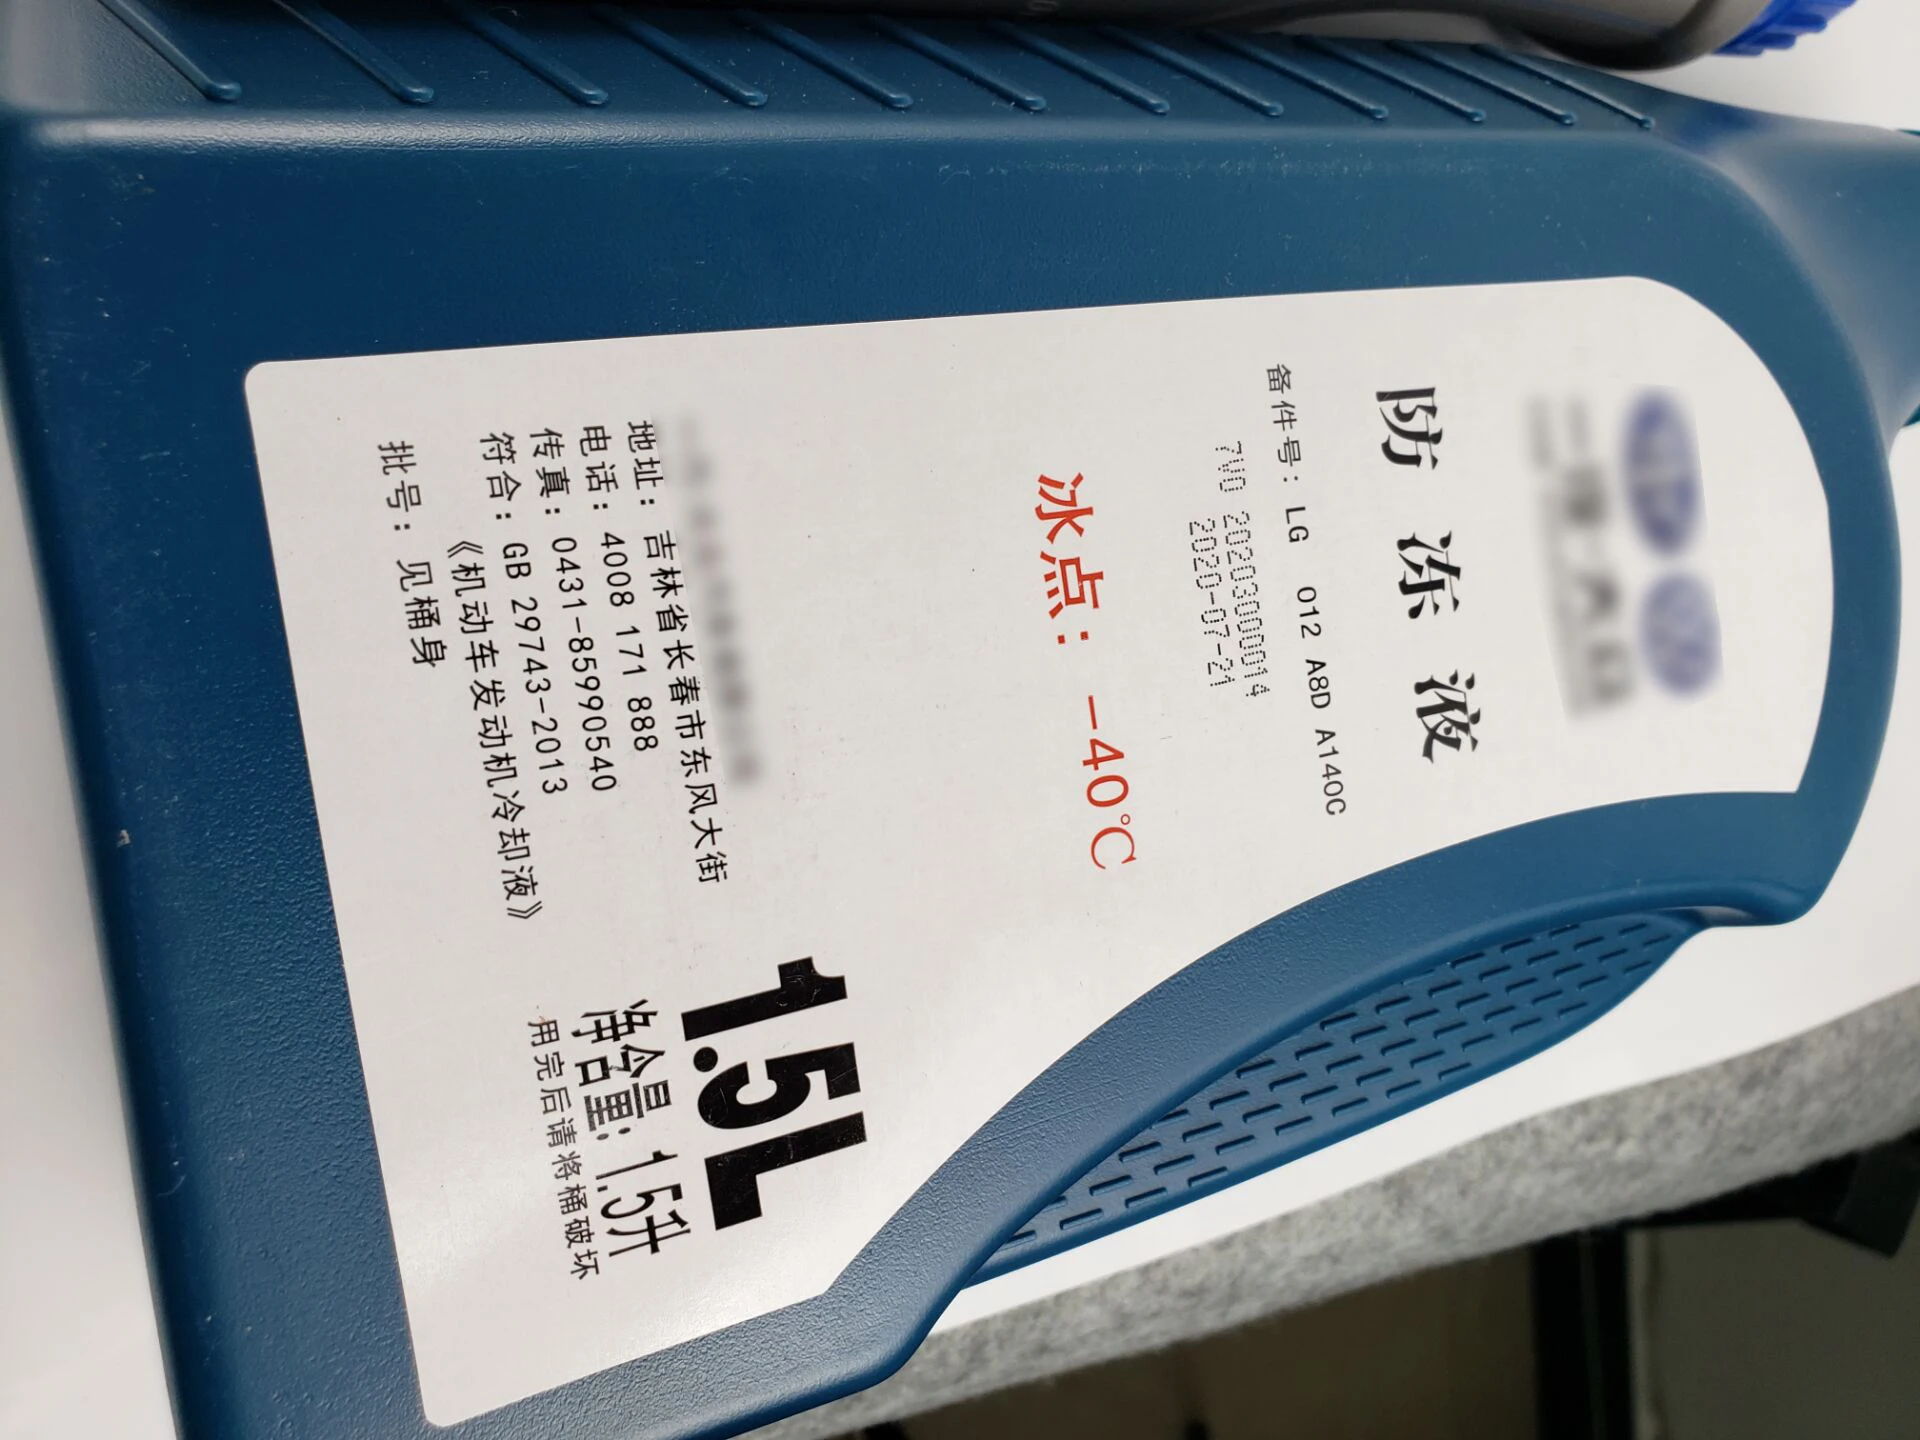 防冻液
备件号：LG 012 A8D A14OC
7V0 2020300000014
2020-07-21
冰点：-40℃
地址：吉林省长春市东风大街
电话：4008 171 888
传真：0431-85990540
符合：GB 29743-2013
《机动车发动机冷却液》
批号：见桶身
1.5L
净含量：1.5升
用完后请将桶破坏